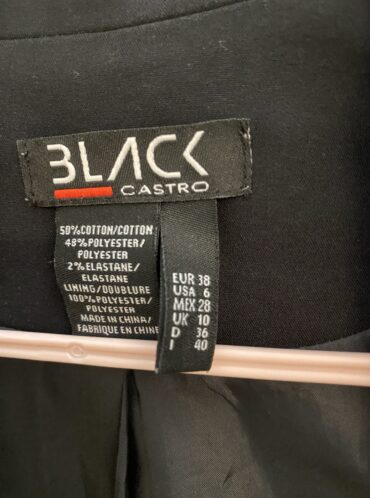 BLACK
CASTRO
50%COTTON/COTTON
48%POLYESTER/
POLYESTER
2%ELASTANE/
ELASTANE
LINING/DOUBLURE
100%POLYESTER/
MADE IN CHINA/
FABRIQUE EN CHINE
EUR 38
USA 6
MEX 28
UK 10
D 36
I 40